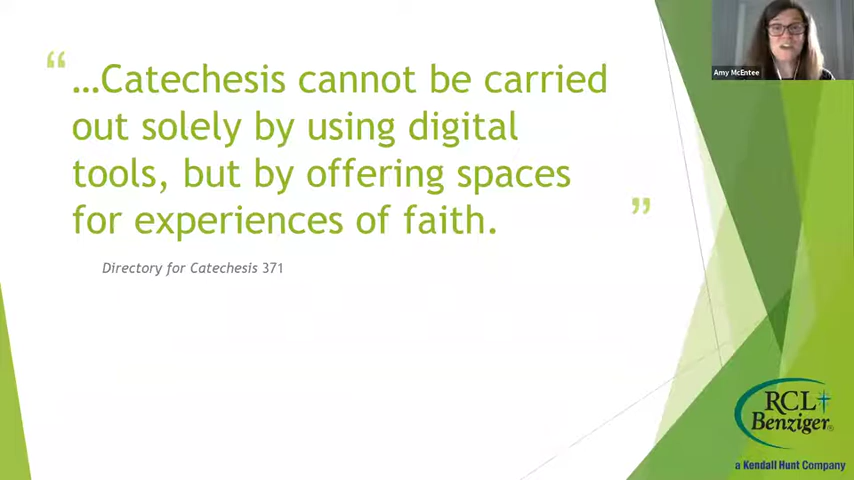 “
…Catechesis cannot be carried
out solely by using digital
tools, but by offering spaces
for experiences of faith.
”
Directory for Catechesis 371
Amy McEntee
RCL
Benziger®
a Kendall Hunt Company